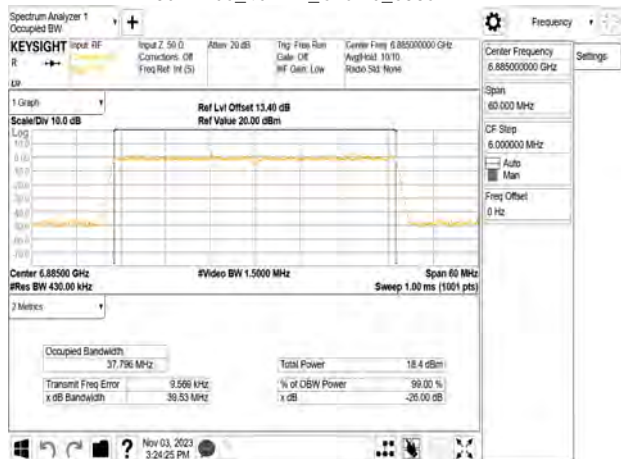 Spectrum Analyzer 1
Occupied BW
Frequency
KEYSIGHT Input: RF
R
Input Z: 50 Ω
Corrections: Off
Freq Ref: Int (S)
Atten: 20 dB
Trig: Free Run
Gate: Off
#IF Gain: Low
Center Freq: 6.885000000 GHz
Avg|Hold: 10/10
Radio Std: None
Center Frequency
6.885000000 GHz
Settings
Span
60.000 MHz
CF Step
6.000000 MHz
Auto
Man
Freq Offset
0 Hz
1 Graph
Scale/Div 10.0 dB
Ref Lvl Offset 13.40 dB
Ref Value 20.00 dBm
Log
Center 6.88500 GHz
#Res BW 430.00 kHz
#Video BW 1.5000 MHz
Span 60 MHz
Sweep 1.00 ms (1001 pts)
2 Metrics
Occupied Bandwidth
37.796 MHz
Total Power 18.4 dBm
Transmit Freq Error 9.569 kHz
% of OBW Power 99.00 %
x dB Bandwidth 39.53 MHz
x dB -26.00 dB
?
Nov 03, 2023
3:24:25 PM